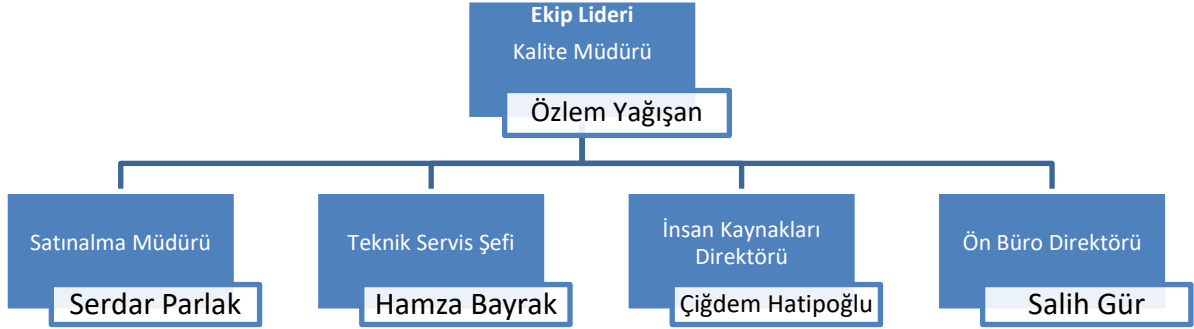 Ekip Lideri
Kalite Müdürü
Özlem Yağışan
Satınalma Müdürü
Serdar Parlak
Teknik Servis Şefi
Hamza Bayrak
İnsan Kaynakları
Direktörü
Çiğdem Hatipoğlu
Ön Büro Direktörü
Salih Gür